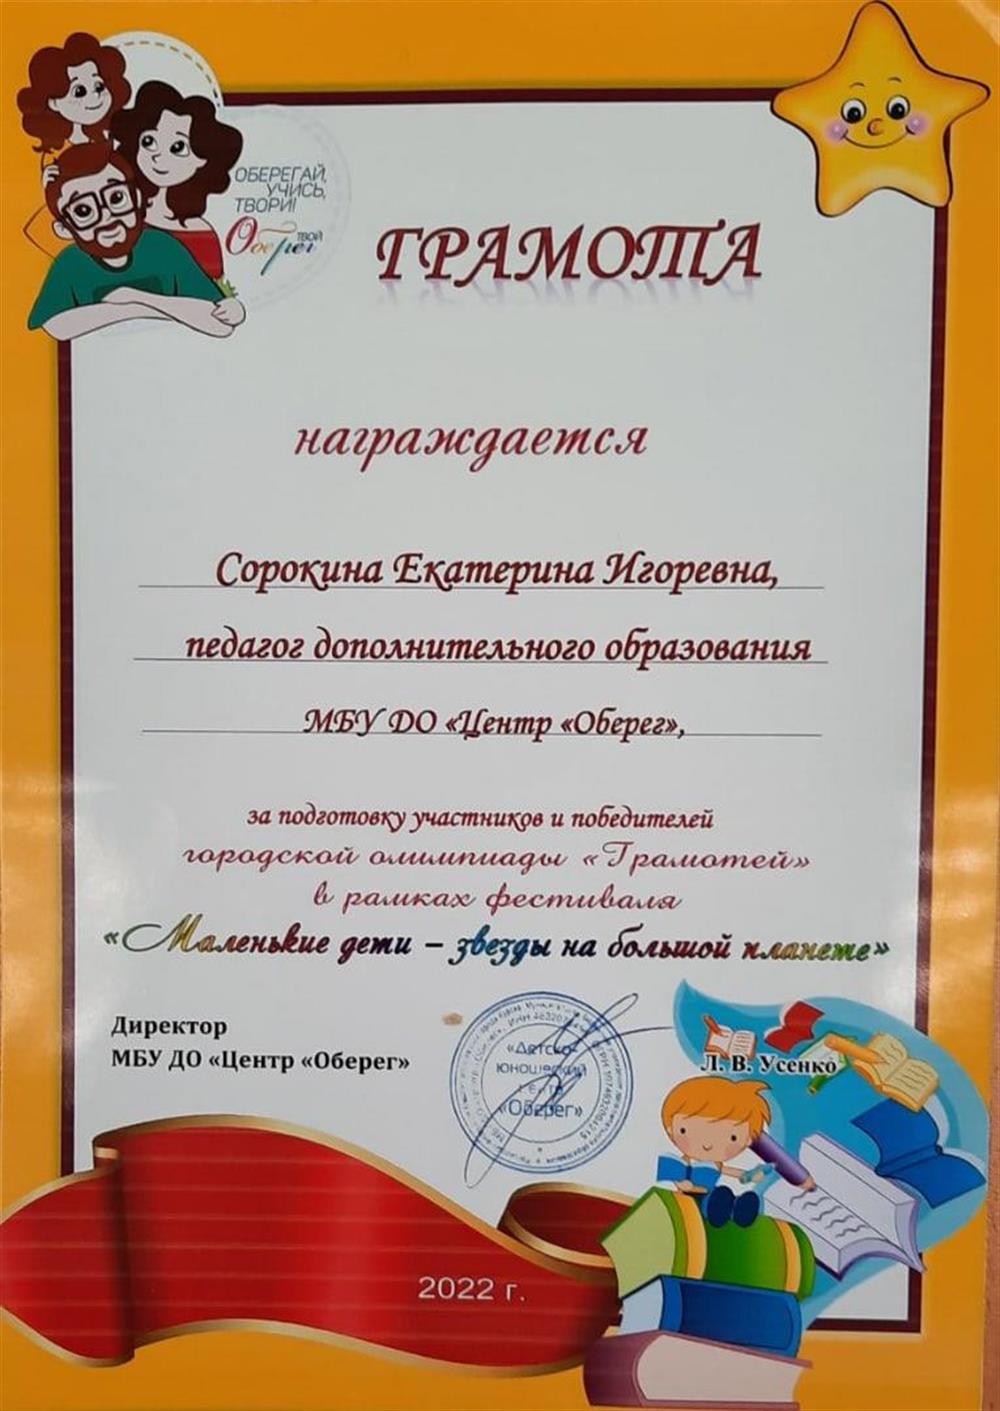 ОБЕРЕГАЙ,
УЧИСЬ,
ТВОРИ!
твой
Оберег
ГРАМОТА
награждается
Сорокина Екатерина Игоревна,
педагог дополнительного образования
МБУ ДО «Центр «Оберег»,
за подготовку участников и победителей
городской олимпиады «Грамотей»
в рамках фестиваля
«Маленькие дети – звезды на большой планете»
Директор
МБУ ДО «Центр «Оберег»
Л. В. Усенко
«Детско-
юношеский
центр
«Оберег»
2022 г.